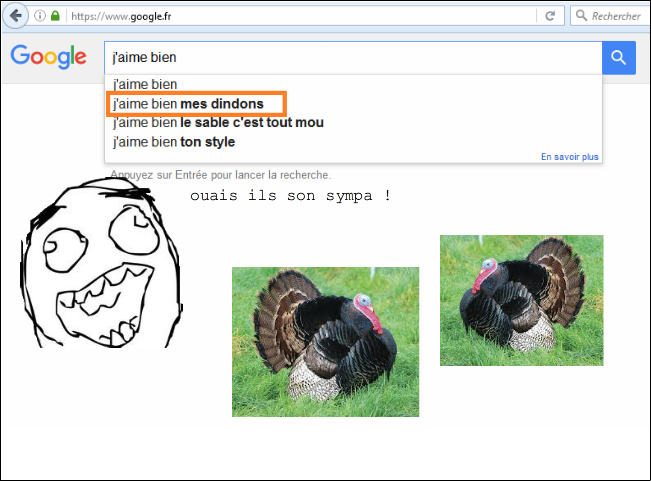 https://www.google.fr
Rechercher
Google
j'aime bien
j'aime bien
j'aime bien mes dindons
j'aime bien le sable c'est tout mou
j'aime bien ton style
En savoir plus
Appuyez sur Entrée pour lancer la recherche.
ouais ils son sympa !